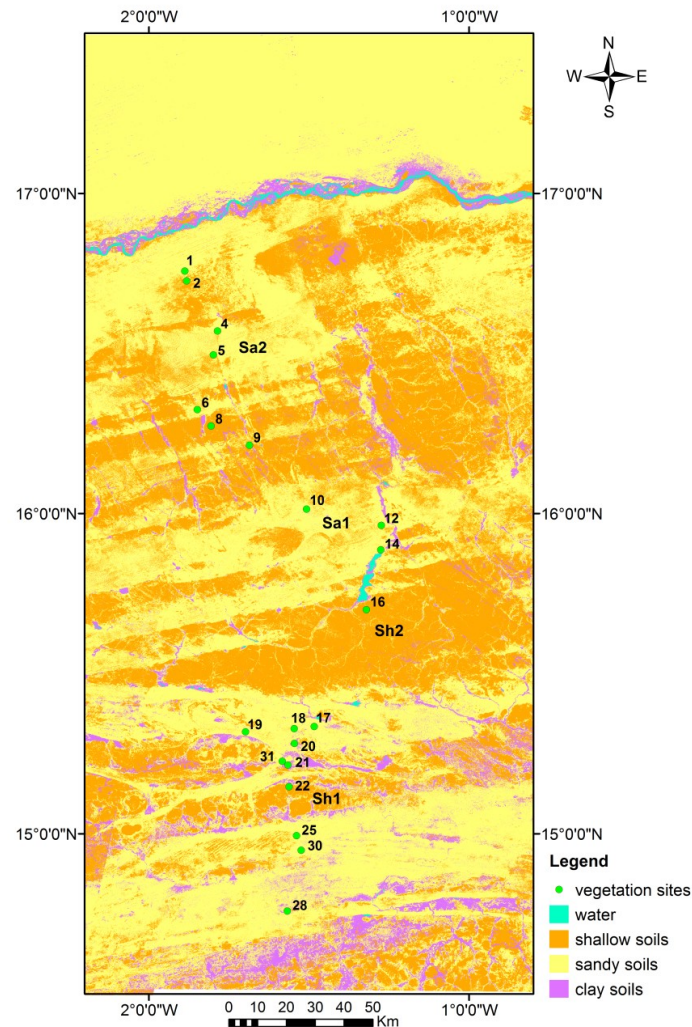 2°0'0"W 1°0'0"W
N
W E
S
17°0'0"N 17°0'0"N
1
2
4
5 Sa2
6
8
9
10
16°0'0"N Sa1 12 16°0'0"N
14
16
Sh2
19 18 17
20
31 21
22
Sh1
25
15°0'0"N 15°0'0"N
30
Legend
28 vegetation sites
water
shallow soils
sandy soils
clay soils
2°0'0"W 0 10 20 30 40 50 1°0'0"W
Km